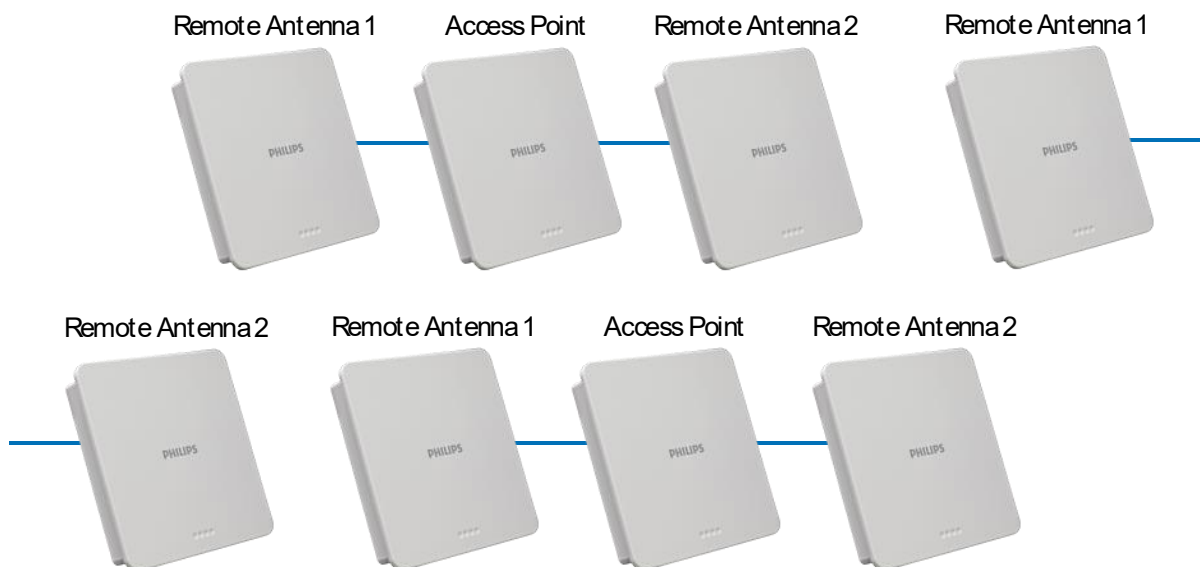 Remote Antenna 1 Access Point Remote Antenna 2 Remote Antenna 1
PHILIPS PHILIPS PHILIPS PHILIPS
Remote Antenna 2 Remote Antenna 1 Access Point Remote Antenna 2
PHILIPS PHILIPS PHILIPS PHILIPS